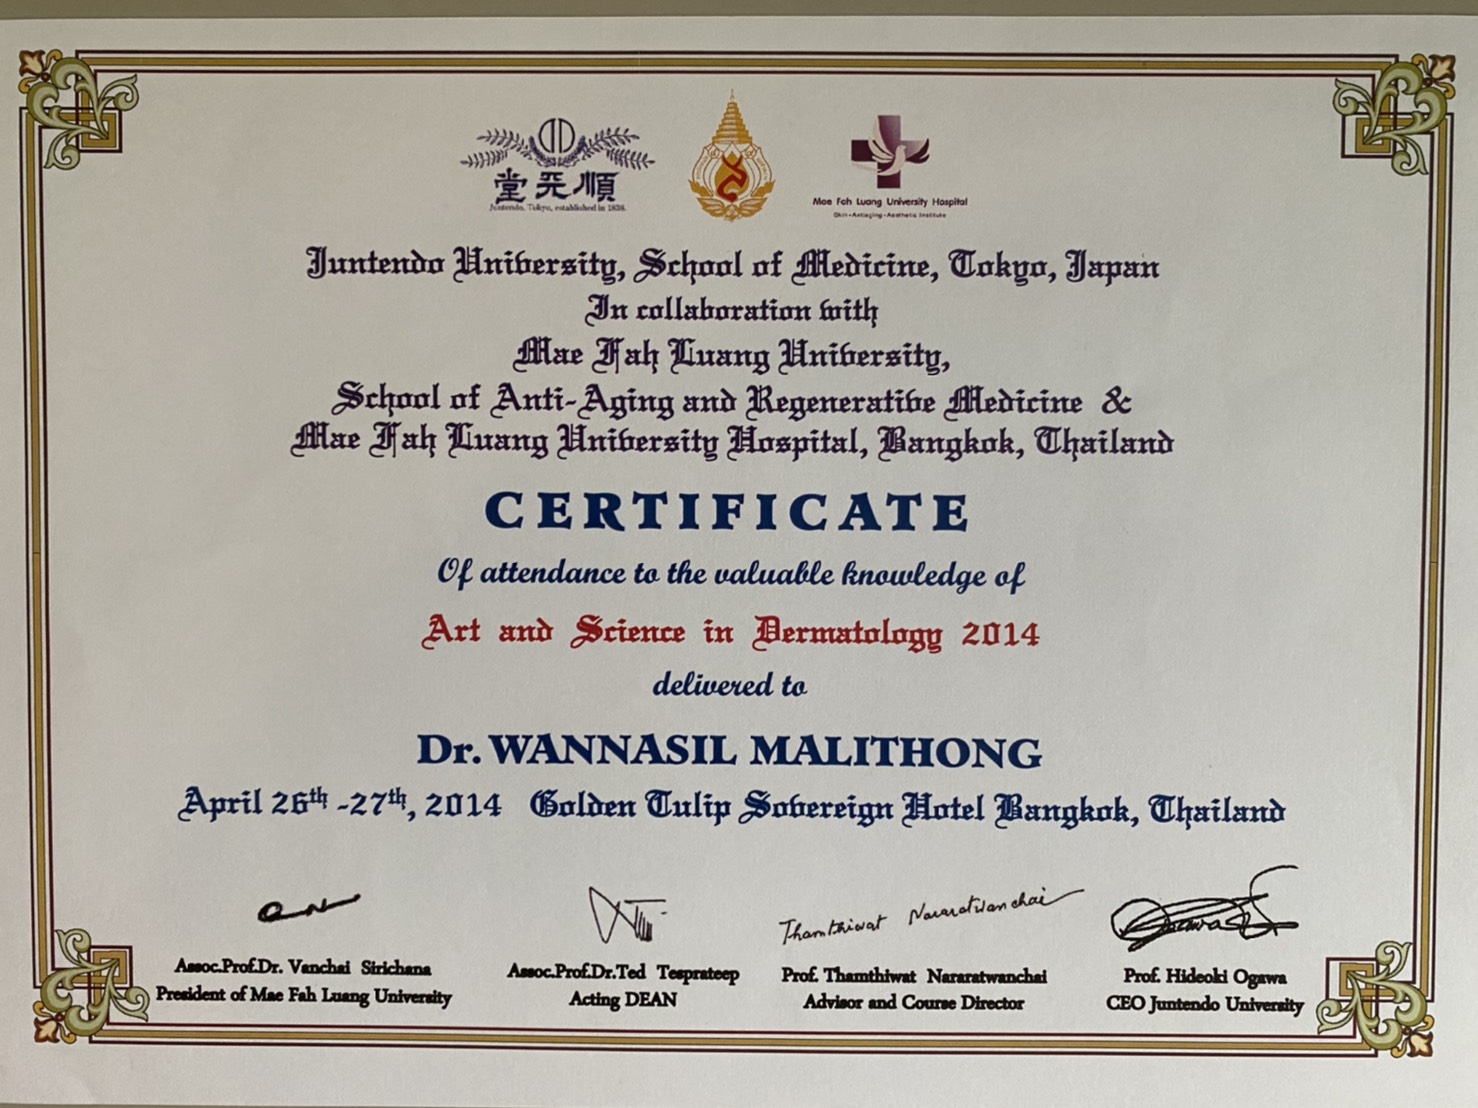 順天堂
Juntendo, Tokyo, established in 1838.
Mae Fah Luang University Hospital
Skin•Antiaging•Aesthetic Institute
Juntendo University, School of Medicine, Tokyo, Japan
In collaboration with
Mae Fah Luang University,
School of Anti-Aging and Regenerative Medicine &
Mae Fah Luang University Hospital, Bangkok, Thailand
CERTIFICATE
Of attendance to the valuable knowledge of
Art and Science in Dermatology 2014
delivered to
Dr. WANNASIL MALITHONG
April 26th -27th, 2014 Golden Tulip Sovereign Hotel Bangkok, Thailand
Thamthiwat Nararatwanchai
Assoc.Prof.Dr. Vanchai Sirichana
President of Mae Fah Luang University
Assoc.Prof.Dr.Ted Tesprateep
Acting DEAN
Prof. Thamthiwat Nararatwanchai
Advisor and Course Director
Prof. Hideoki Ogawa
CEO Juntendo University